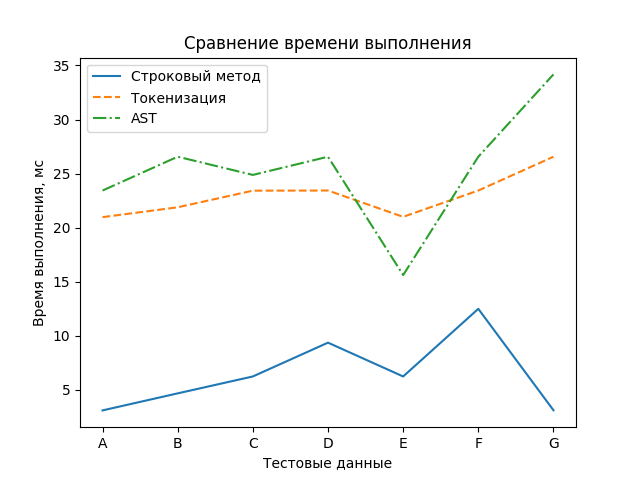 Сравнение времени выполнения
Строковый метод
Токенизация
AST
Время выполнения, мс
35
30
25
20
15
10
5
A B C D E F G
Тестовые данные